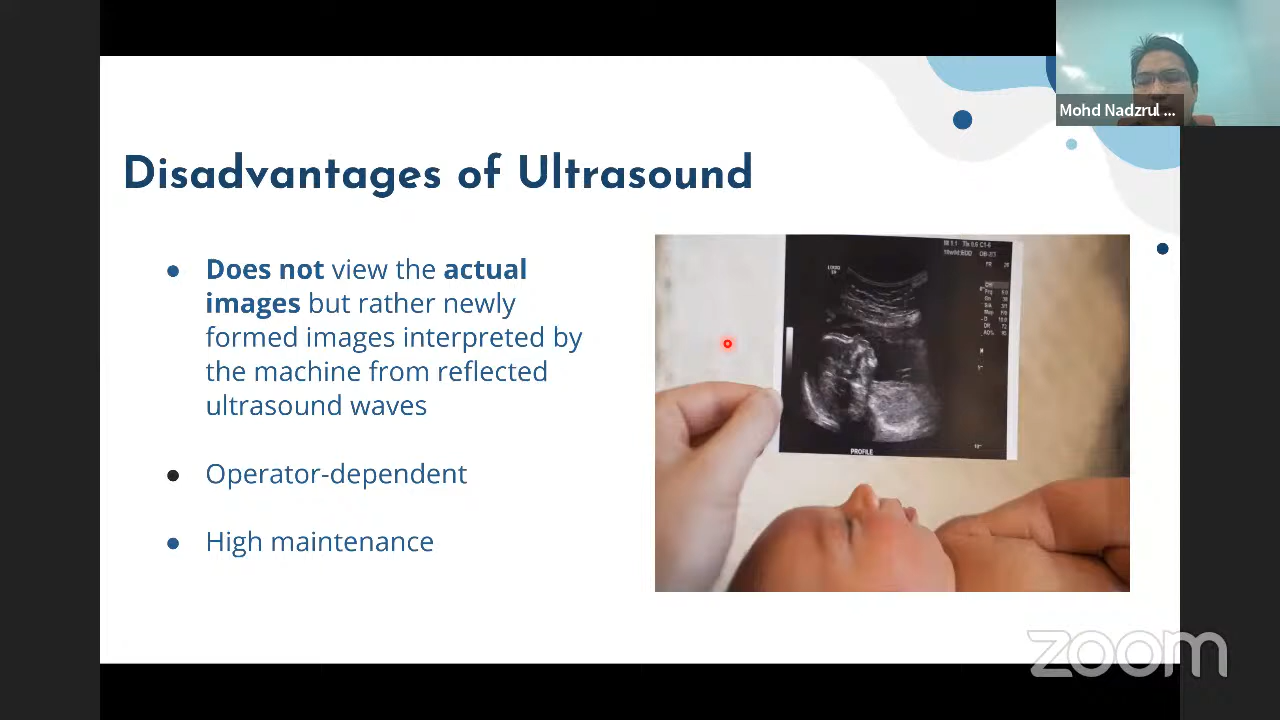 Mohd Nadzrul ...
Disadvantages of Ultrasound
Does not view the actual
images but rather newly
formed images interpreted by
the machine from reflected
ultrasound waves
Operator-dependent
High maintenance
PROFILE
zoom